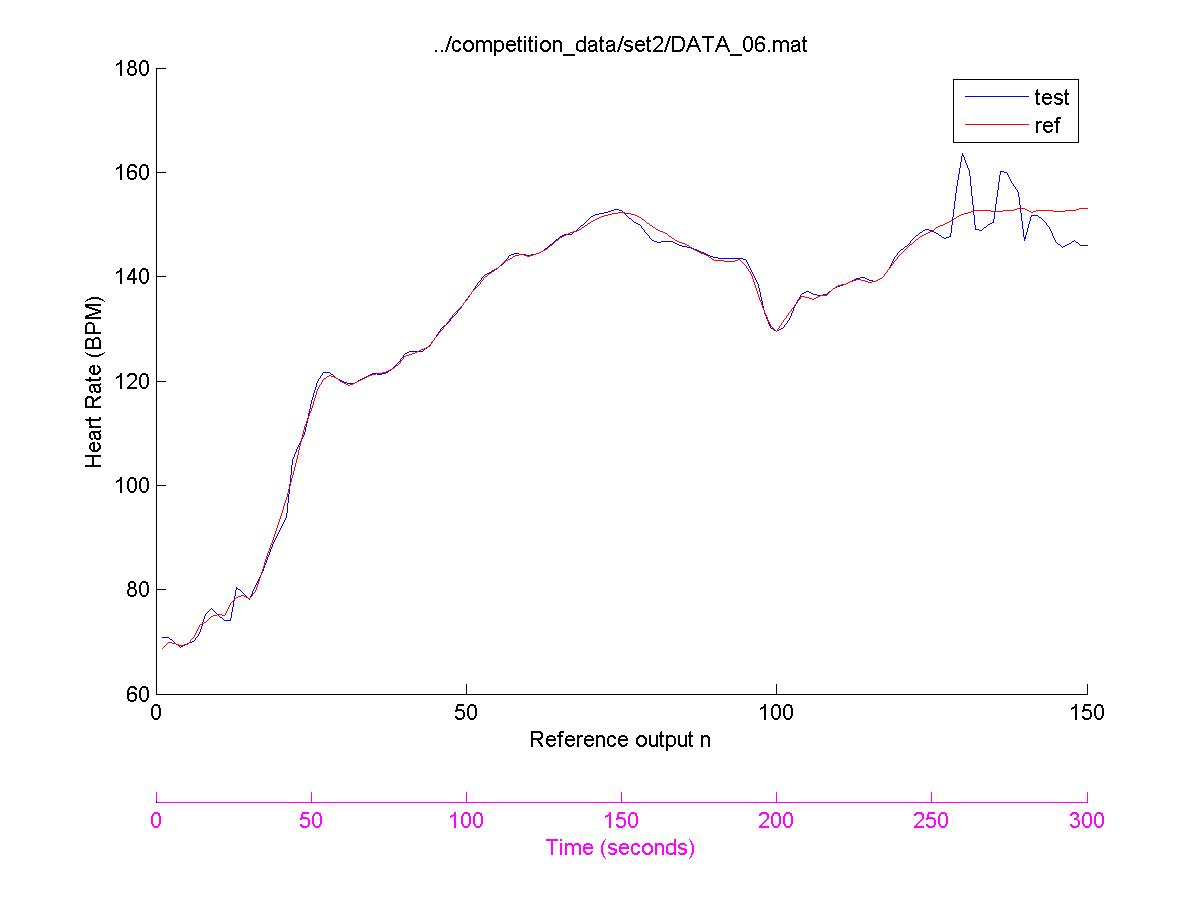 ../competition_data/set2/DATA_06.mat
180
test
ref
160
140
120
100
80
60
Heart Rate (BPM)
0 50 100 150
Reference output n
0 50 100 150 200 250 300
Time (seconds)